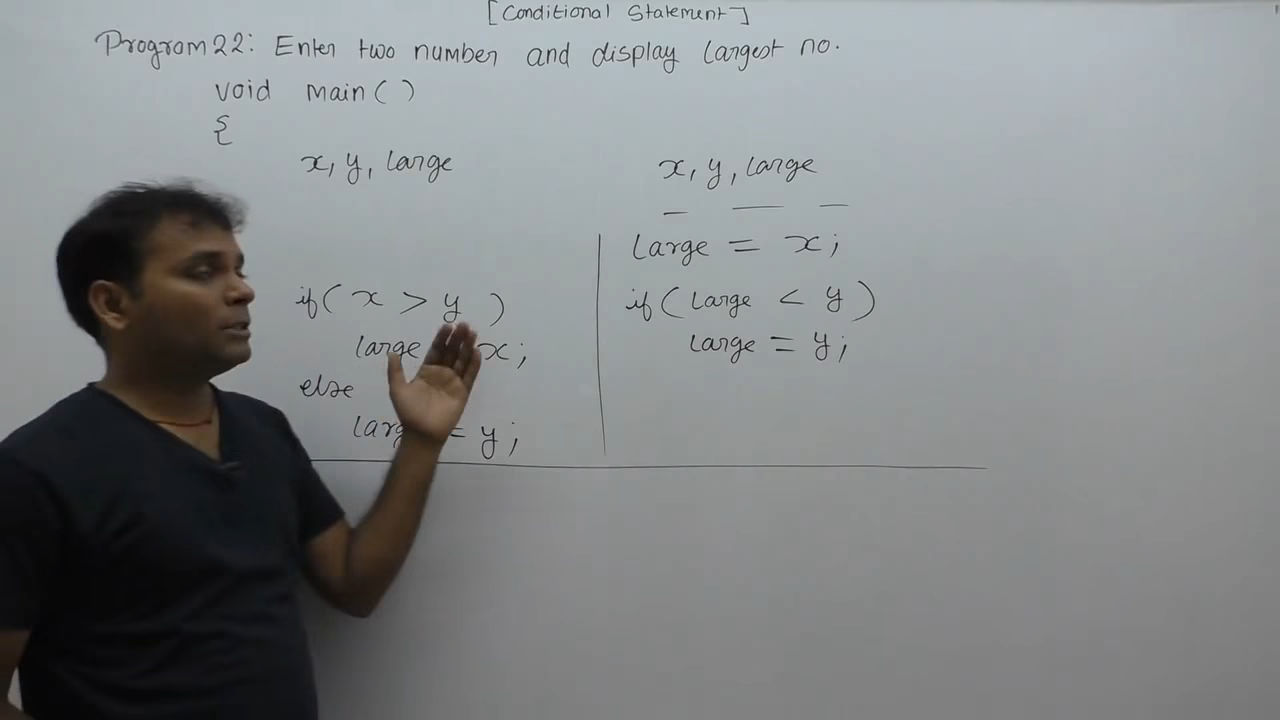 [Conditional Statement]
Program 22: Enter two number and display largest no.
void main( )
{
x, y, large
if( x > y )
large x;
else
large = y;
x, y, large
large = x;
if( large < y )
large = y;